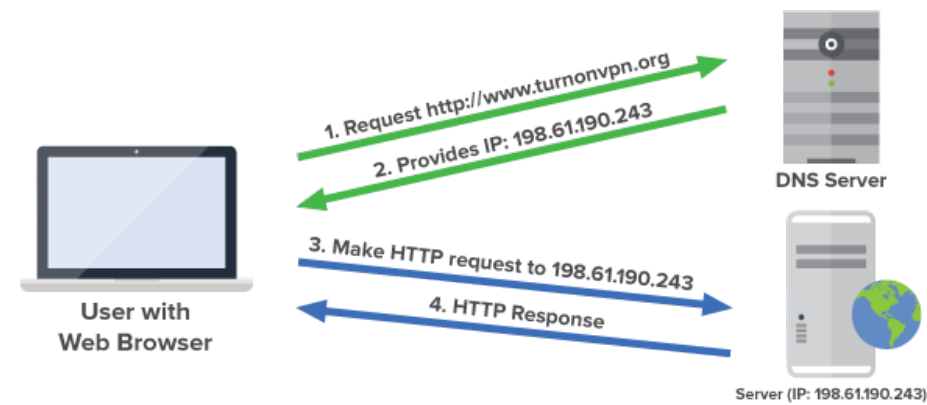 1. Request http://www.turnonvpn.org
2. Provides IP: 198.61.190.243
DNS Server
3. Make HTTP request to 198.61.190.243
4. HTTP Response
User with
Web Browser
Server (IP: 198.61.190.243)